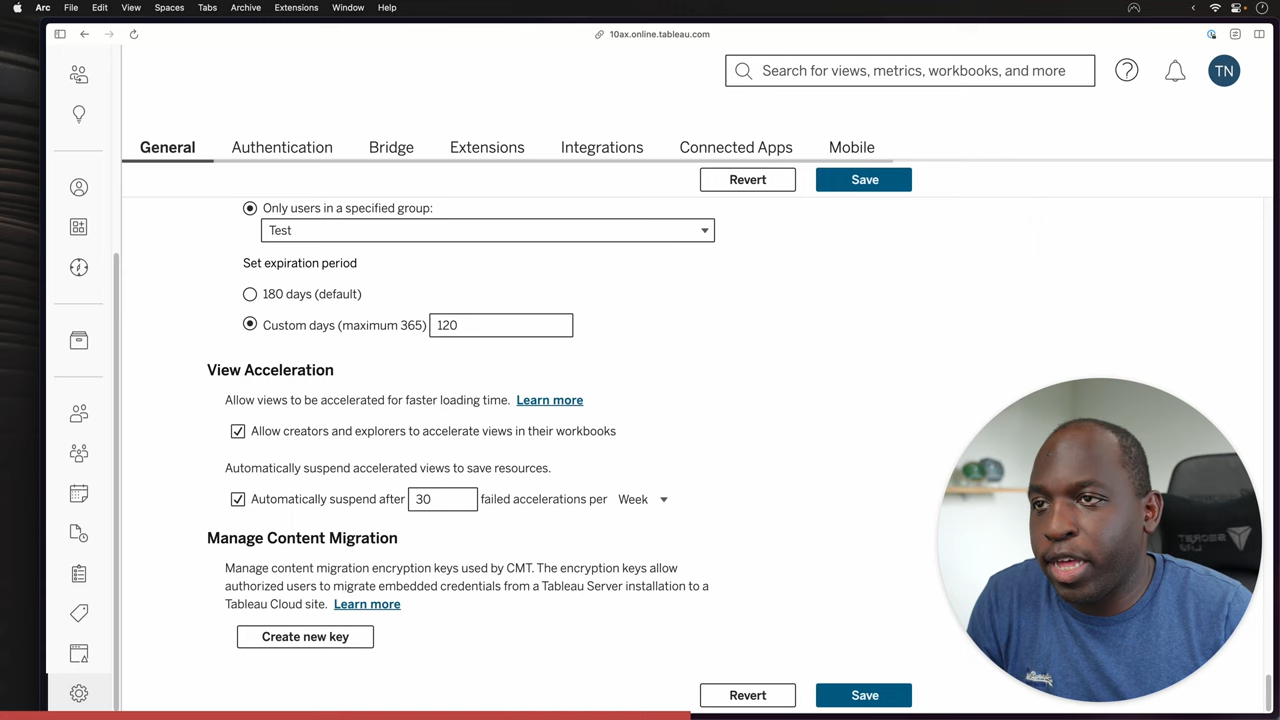 Arc File Edit View Spaces Tabs Archive Extensions Window Help
10ax.online.tableau.com
Search for views, metrics, workbooks, and more
TN
General Authentication Bridge Extensions Integrations Connected Apps Mobile
Revert Save
Only users in a specified group:
Test
Set expiration period
180 days (default)
Custom days (maximum 365) 120
View Acceleration
Allow views to be accelerated for faster loading time. Learn more
Allow creators and explorers to accelerate views in their workbooks
Automatically suspend accelerated views to save resources.
Automatically suspend after 30 failed accelerations per Week
Manage Content Migration
Manage content migration encryption keys used by CMT. The encryption keys allow
authorized users to migrate embedded credentials from a Tableau Server installation to a
Tableau Cloud site. Learn more
Create new key
Revert Save